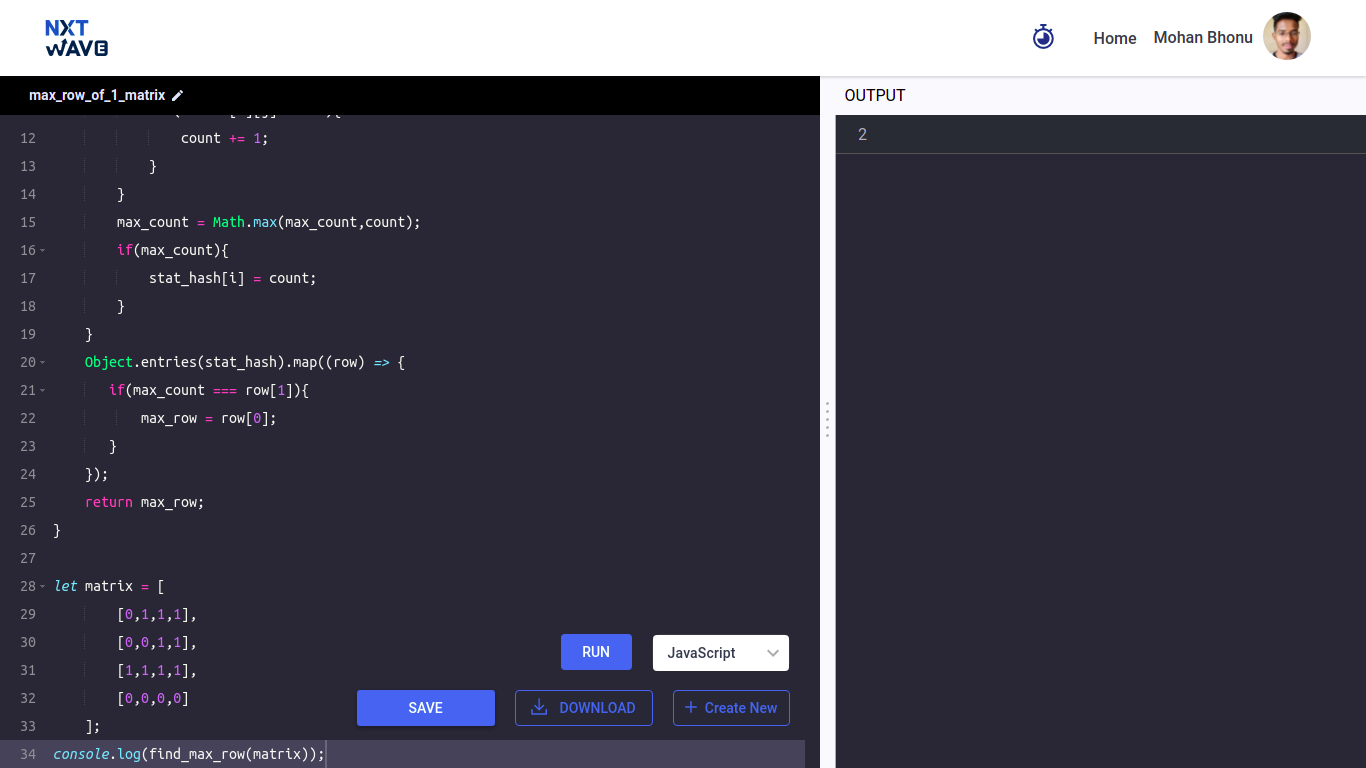 NXT
WAVE
Home Mohan Bhonu
max_row_of_1_matrix
OUTPUT
2
12 count += 1;
13 }
14 }
15 max_count = Math.max(max_count,count);
16 if(max_count){
17 stat_hash[i] = count;
18 }
19 }
20 Object.entries(stat_hash).map((row) => {
21 if(max_count === row[1]){
22 max_row = row[0];
23 }
24 });
25 return max_row;
26 }
27
28 let matrix = [
29 [0,1,1,1],
30 [0,0,1,1],
31 [1,1,1,1],
32 [0,0,0,0]
33 ];
34 console.log(find_max_row(matrix));
RUN JavaScript
SAVE DOWNLOAD + Create New